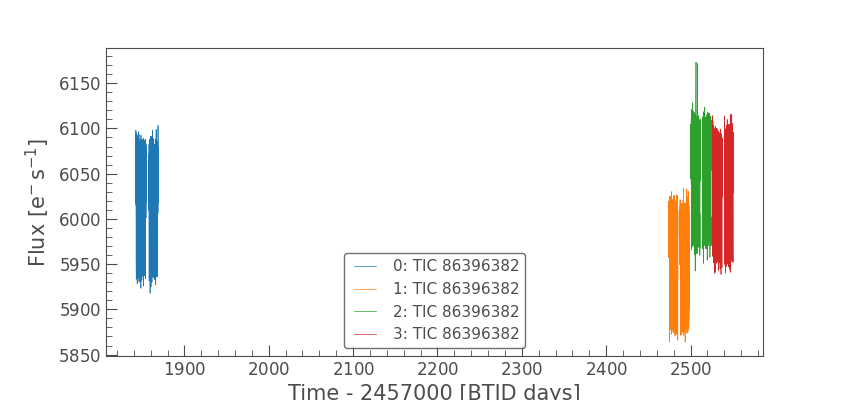 6150
6100
6050
6000
5950
5900
5850
Flux [e⁻ s⁻¹]
0: TIC 86396382
1: TIC 86396382
2: TIC 86396382
3: TIC 86396382
1900 2000 2100 2200 2300 2400 2500
Time - 2457000 [BTJD days]